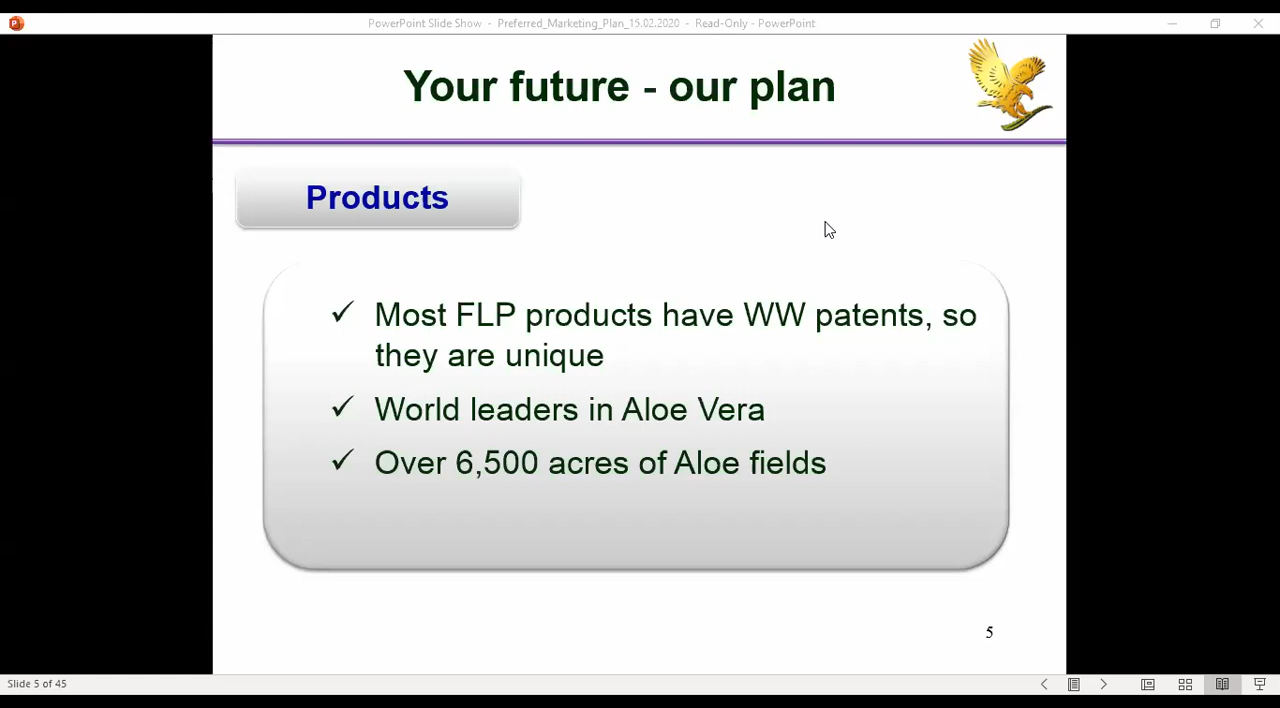 PowerPoint Slide Show - Preferred_Marketing_Plan_15.02.2020 - Read-Only - PowerPoint
Your future - our plan
Products
✓ Most FLP products have WW patents, so
they are unique
✓ World leaders in Aloe Vera
✓ Over 6,500 acres of Aloe fields
5
Slide 5 of 45